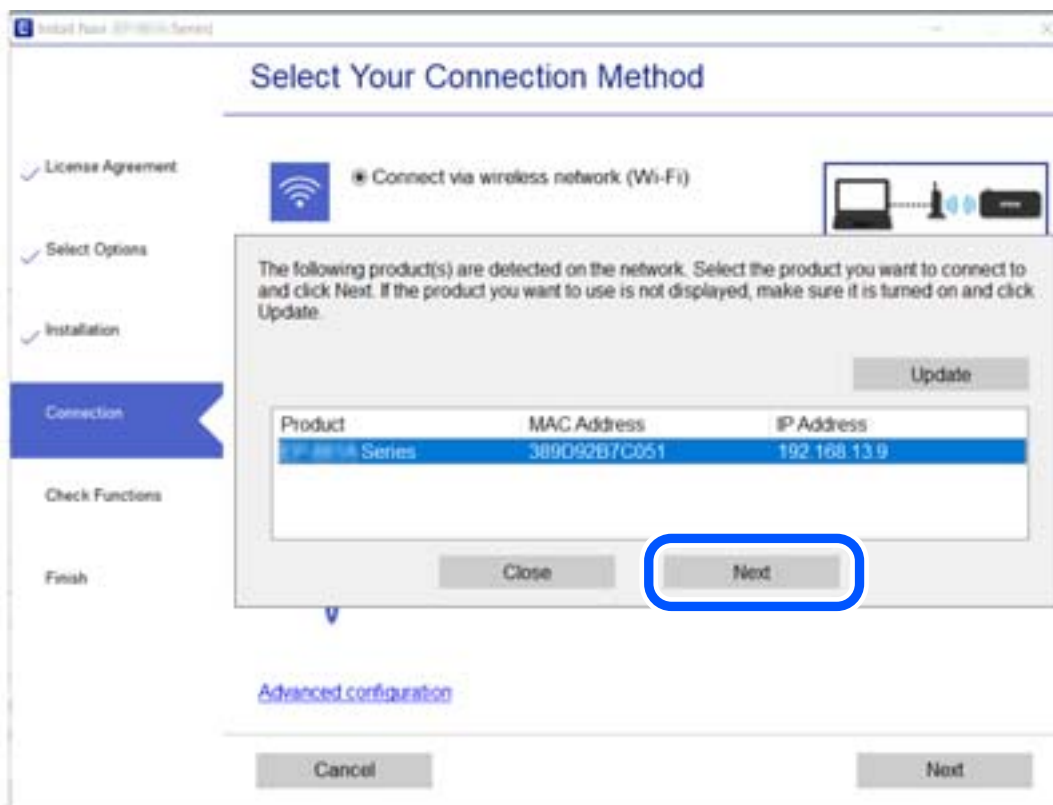 Install Navi
Series]
Select Your Connection Method
License Agreement
Select Options
Installation
Connection
Check Functions
Finish
Connect via wireless network (Wi-Fi)
The following product(s) are detected on the network. Select the product you want to connect to
and click Next. If the product you want to use is not displayed, make sure it is turned on and click
Update.
Update
Product MAC Address IP Address
Series 389D92B7C051 192.168.13.9
Close Next
Advanced configuration
Cancel Next